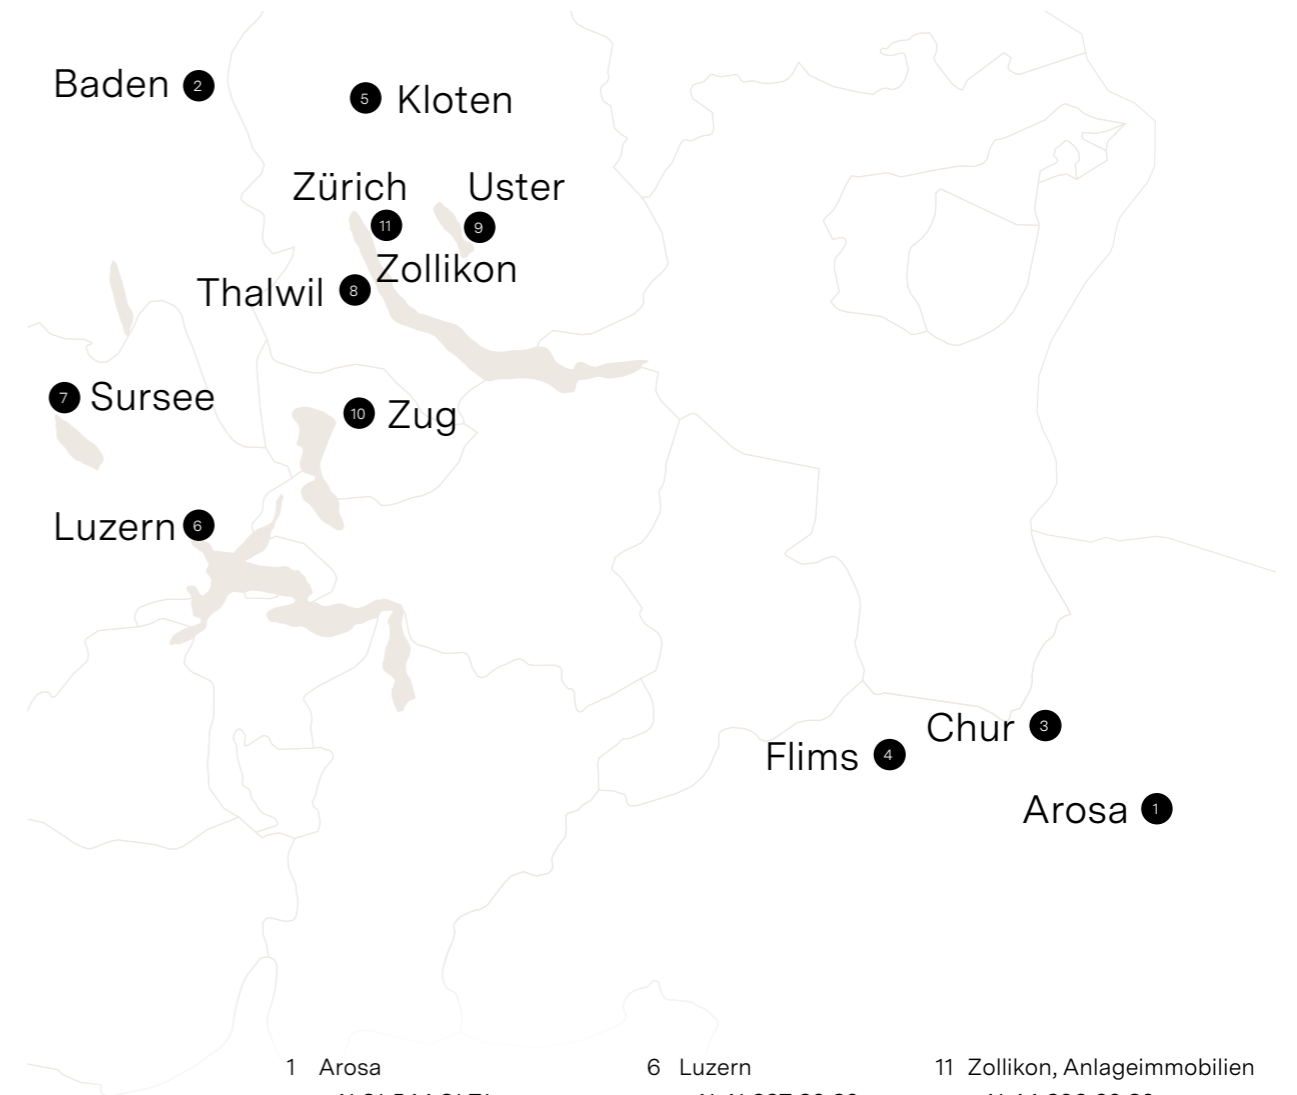 Baden 2
5 Kloten
Zürich
Uster
11
9
Zollikon
Thalwil 8
7 Sursee
10 Zug
Luzern 6
Chur 3
Flims 4
Arosa 1
1 Arosa
6 Luzern
11 Zollikon, Anlageimmobilien